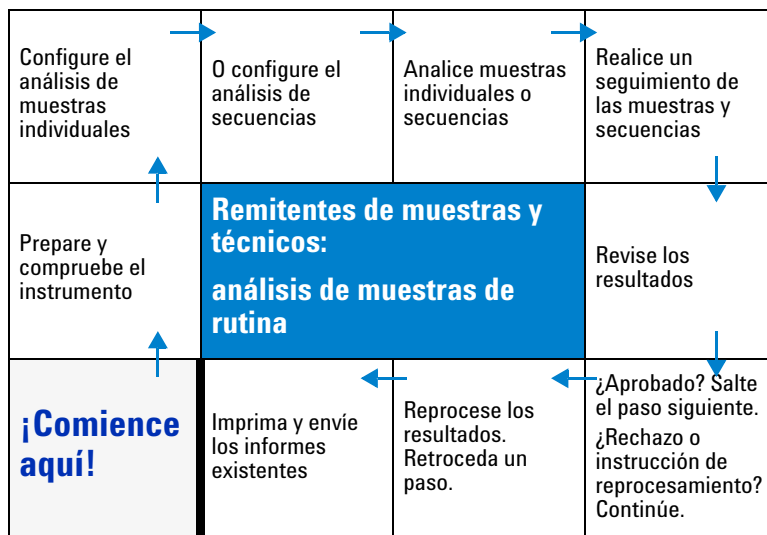 Configure el
análisis de
muestras
individuales
O configure el
análisis de
secuencias
Analice muestras
individuales o
secuencias
Realice un
seguimiento de
las muestras y
secuencias
Prepare y
compruebe el
instrumento
Remitentes de muestras y
técnicos:
análisis de muestras de
rutina
Revise los
resultados
¡Comience
aquí!
Imprima y envíe
los informes
existentes
Reprocese los
resultados.
Retroceda un
paso.
¿Aprobado? Salte
el paso siguiente.
¿Rechazo o
instrucción de
reprocesamiento?
Continúe.